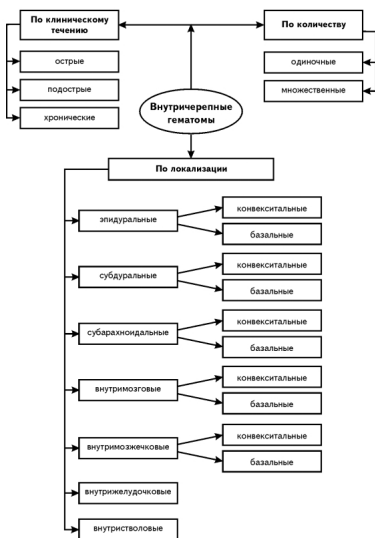 По клиническому
течению
По количеству
острые
подострые
хронические
одиночные
множественные
Внутричерепные
гематомы
По локализации
эпидуральные
конвекситальные
базальные
субдуральные
конвекситальные
базальные
субарахноидальные
конвекситальные
базальные
внутримозговые
конвекситальные
базальные
внутримозжечковые
конвекситальные
базальные
внутрижелудочковые
внутристволовые